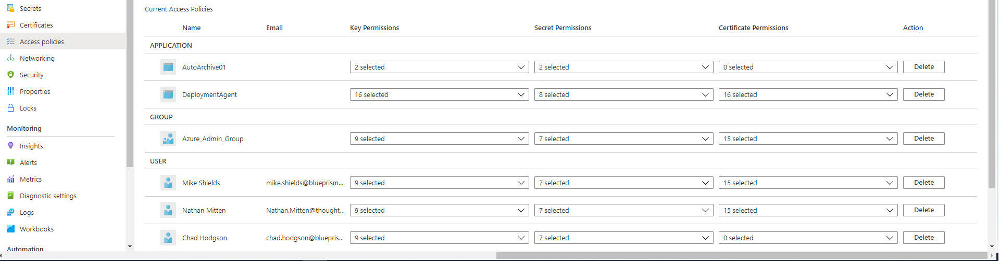 Secrets
Certificates
Access policies
Networking
Security
Properties
Locks
Monitoring
Insights
Alerts
Metrics
Diagnostic settings
Logs
Workbooks
Automation
Current Access Policies
Name Email Key Permissions Secret Permissions Certificate Permissions Action
APPLICATION
AutoArchive01 2 selected 2 selected 0 selected Delete
DeploymentAgent 16 selected 8 selected 16 selected Delete
GROUP
Azure_Admin_Group 9 selected 7 selected 15 selected Delete
USER
Mike Shields mike.shields@blueprism... 9 selected 7 selected 15 selected Delete
Nathan Mitten Nathan.Mitten@thought... 9 selected 7 selected 15 selected Delete
Chad Hodgson chad.hodgson@bluepris... 9 selected 7 selected 0 selected Delete